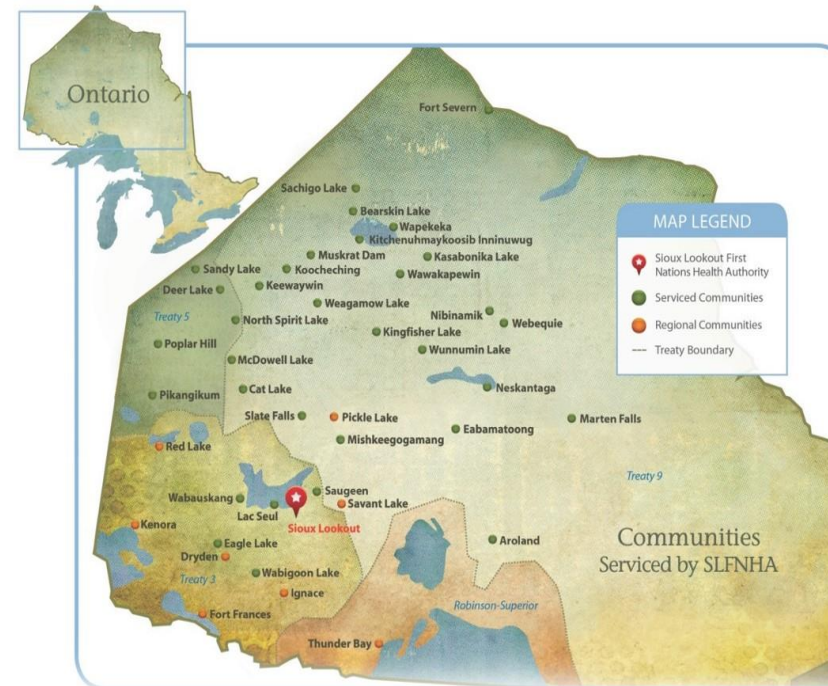 Ontario
Fort Severn
Sachigo Lake
Bearskin Lake
Wapekeka
Kitchenuhmaykoosib Inninuwug
Muskrat Dam
Kasabonika Lake
Sandy Lake
Koocheching
Wawakapewin
Deer Lake
Keewaywin
Weagamow Lake
Treaty 5
North Spirit Lake
Nibinamik
Webequie
Kingfisher Lake
Poplar Hill
Wunnumin Lake
McDowell Lake
Cat Lake
Neskantaga
Pikangikum
Slate Falls
Pickle Lake
Marten Falls
Eabamatoong
Mishkeegogamang
Red Lake
Treaty 9
Saugeen
Wabauskang
Savant Lake
Lac Seul
Sioux Lookout
Kenora
Eagle Lake
Aroland
Dryden
Wabigoon Lake
Treaty 3
Ignace
Fort Frances
Robinson-Superior
Thunder Bay
Communities
Serviced by SLFNHA
MAP LEGEND
Sioux Lookout First
Nations Health Authority
Serviced Communities
Regional Communities
Treaty Boundary